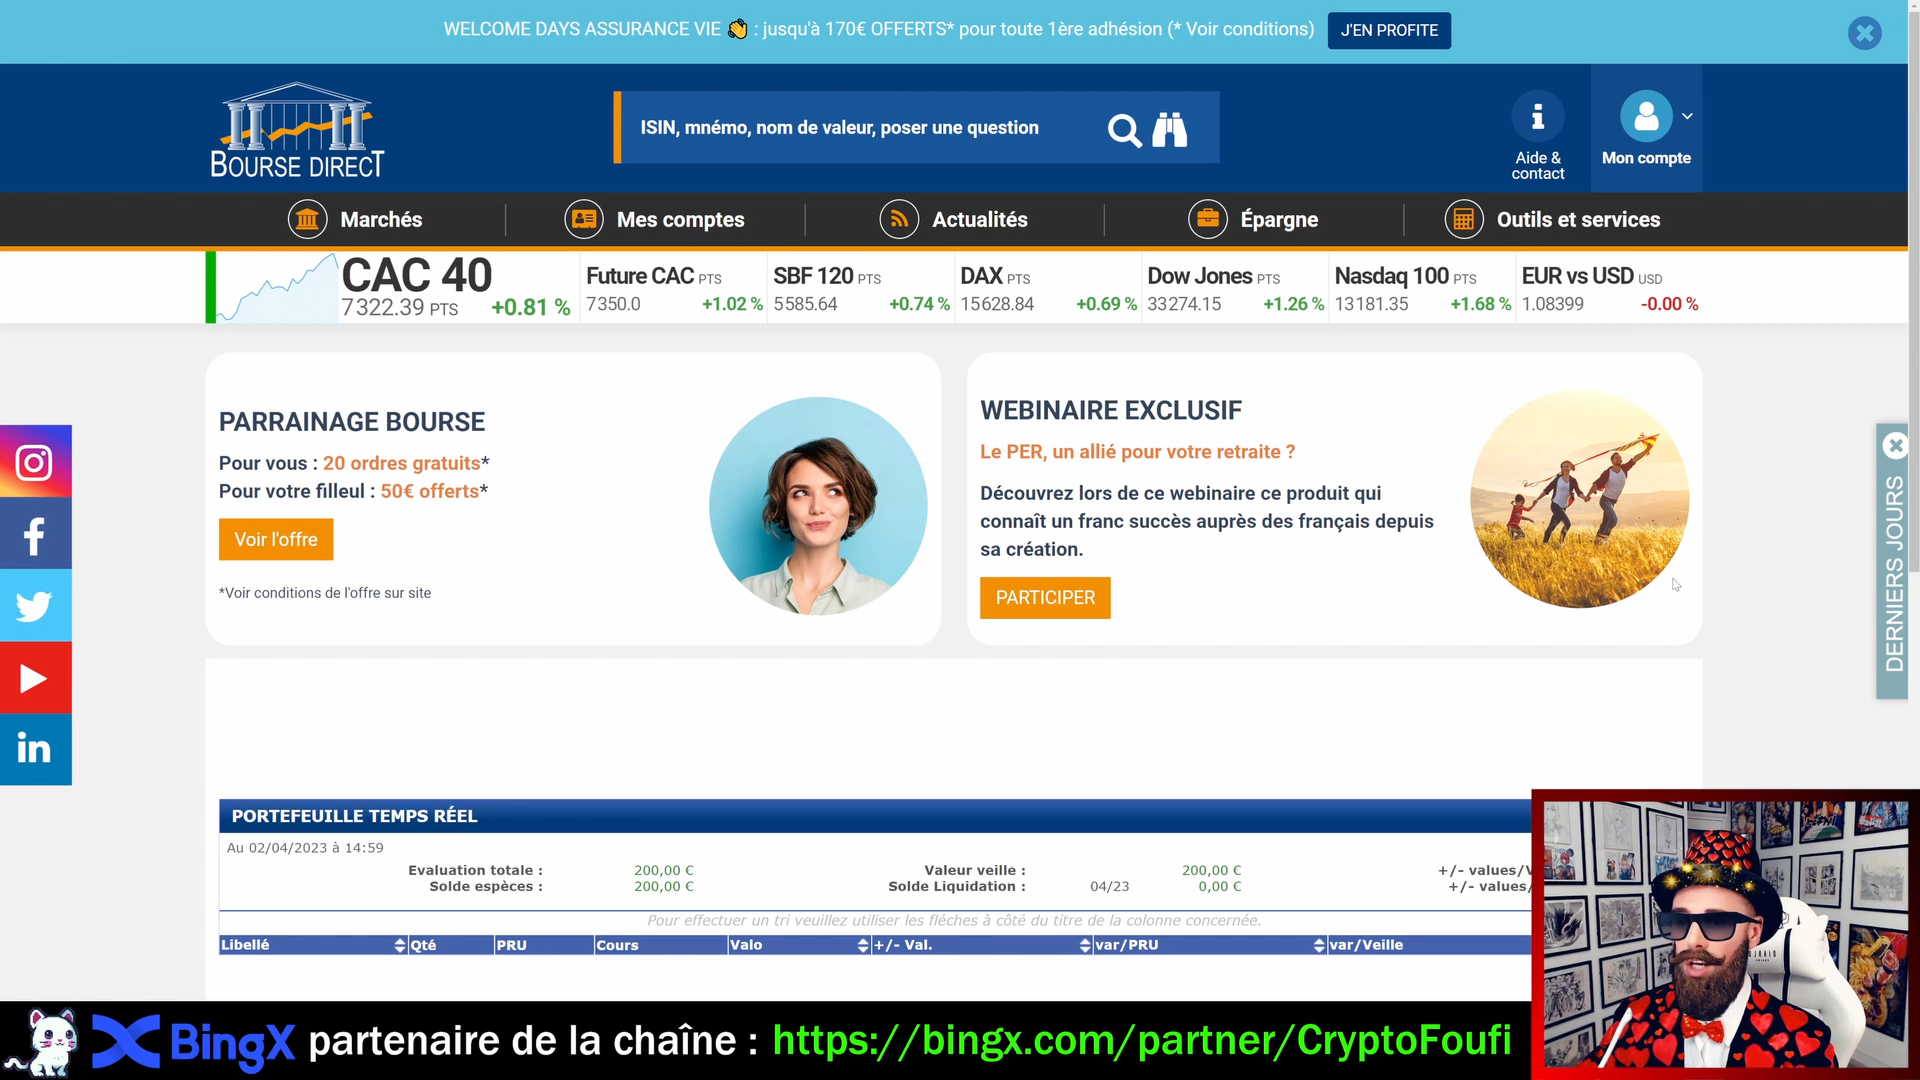 WELCOME DAYS ASSURANCE VIE 👋 : jusqu'à 170€ OFFERTS* pour toute 1ère adhésion (* Voir conditions)
J'EN PROFITE
BOURSE DIRECT
ISIN, mnémo, nom de valeur, poser une question
Aide &
contact
Mon compte
Marchés
Mes comptes
Actualités
Épargne
Outils et services
CAC 40
7322.39 PTS +0.81 %
Future CAC PTS
7350.0 +1.02 %
SBF 120 PTS
5585.64 +0.74 %
DAX PTS
15628.84 +0.69 %
Dow Jones PTS
33274.15 +1.26 %
Nasdaq 100 PTS
13181.35 +1.68 %
EUR vs USD USD
1.08399 -0.00 %
PARRAINAGE BOURSE
Pour vous : 20 ordres gratuits*
Pour votre filleul : 50€ offerts*
Voir l'offre
*Voir conditions de l'offre sur site
WEBINAIRE EXCLUSIF
Le PER, un allié pour votre retraite ?
Découvrez lors de ce webinaire ce produit qui
connaît un franc succès auprès des français depuis
sa création.
PARTICIPER
DERNIERS JOURS
PORTEFEUILLE TEMPS RÉEL
Au 02/04/2023 à 14:59
Evaluation totale : 200,00 € Valeur veille : 200,00 € +/- values/V
Solde espèces : 200,00 € Solde Liquidation : 04/23 0,00 € +/- values/
Pour effectuer un tri veuillez utiliser les flèches à côté du titre de la colonne concernée.
Libellé Qté PRU Cours Valo +/- Val. var/PRU var/Veille
BingX partenaire de la chaîne : https://bingx.com/partner/CryptoFoufi